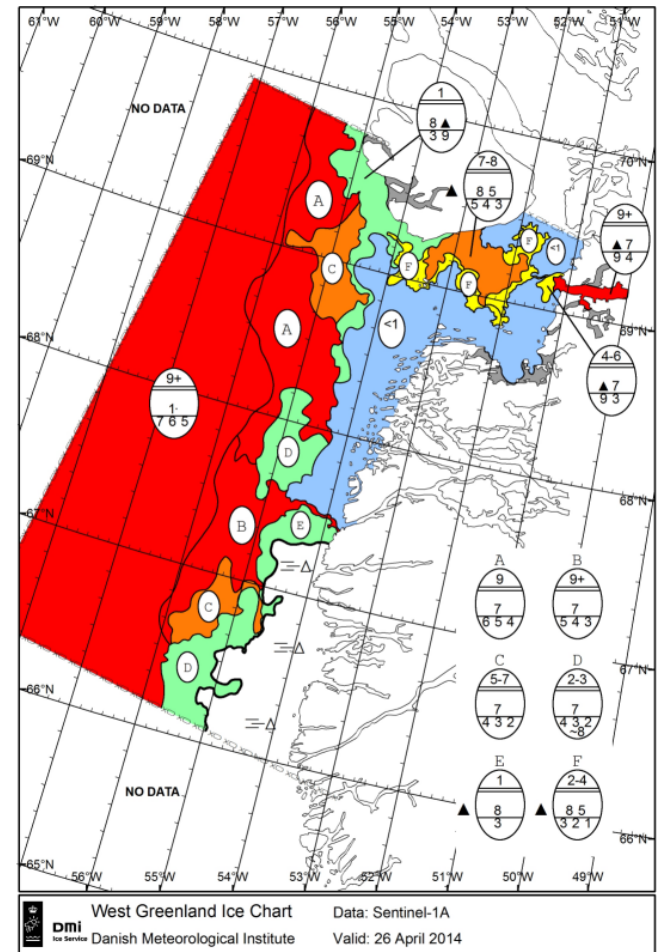 61°W 60°W 59°W 58°W 57°W 56°W 55°W 54°W 53°W 52°W 51°W
NO DATA
1
8 ▲
3 9
7-8
▲ 8 5
5 4 3
70°N
69°N
9+
▲ 7
9 4
A
C
F
F
F
<1
69°N
A
<1
68°N
4-6
▲ 7
9 3
9+
1·
7 6 5
D
68°N
67°N
B
E
A
9
7
6 5 4
B
9+
7
5 4 3
C
67°N
D
C
5-7
7
4 3 2
D
2-3
7
4 3 2
~8
66°N
NO DATA
E
1
▲ 8
3
F
2-4
▲ 8 5
3 2 1
66°N
65°N
56°W 55°W 54°W 53°W 52°W 51°W 50°W 49°W
DMi
Ice Service
West Greenland Ice Chart
Danish Meteorological Institute
Data: Sentinel-1A
Valid: 26 April 2014